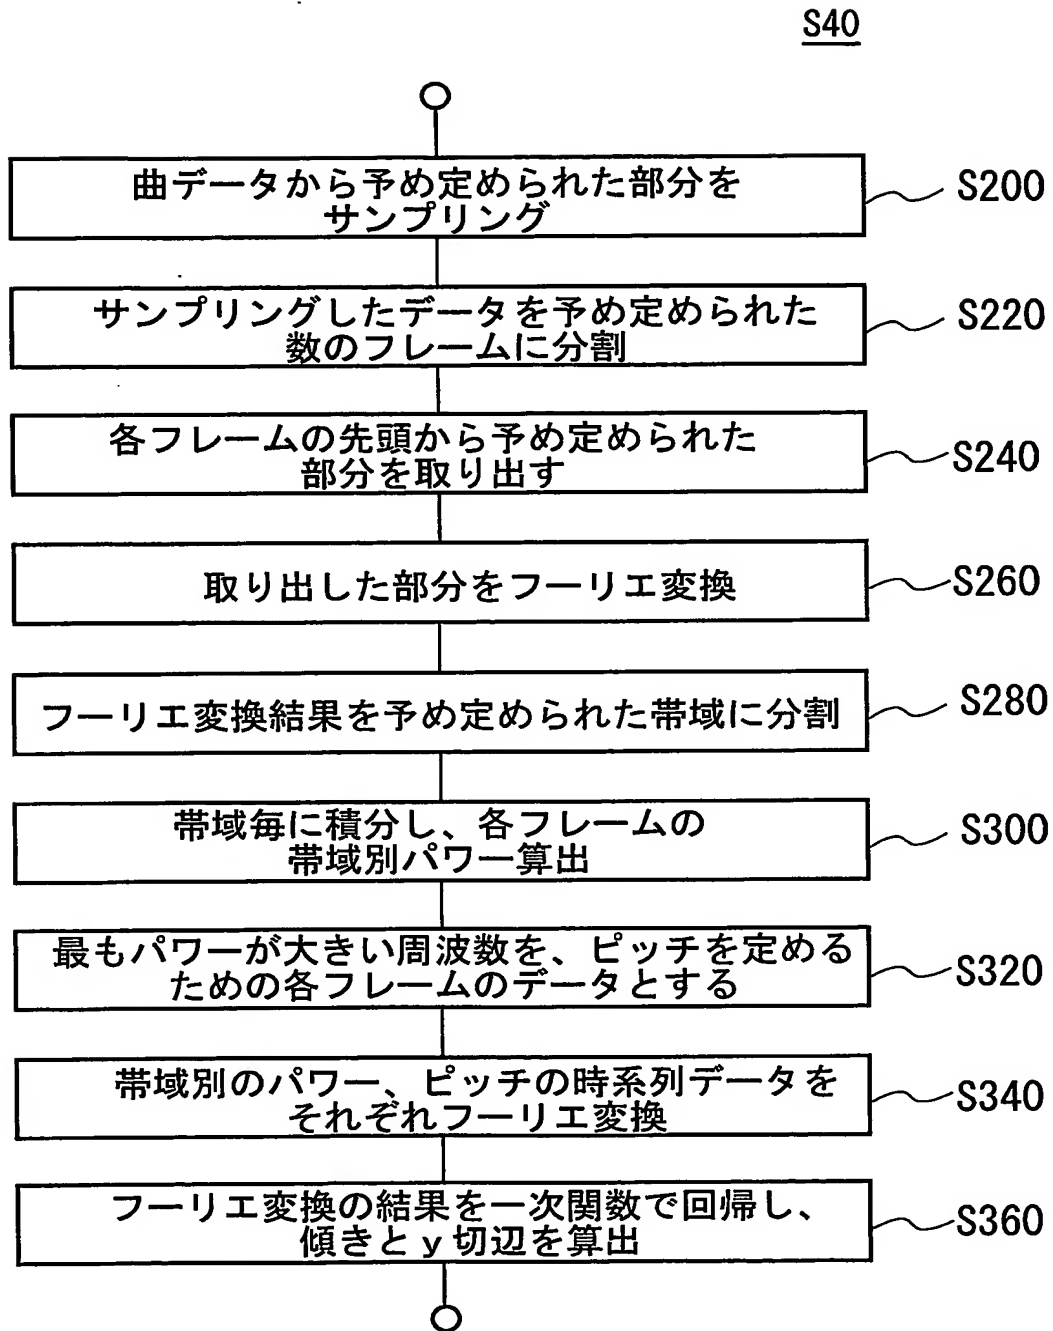 S40
曲データから予め定められた部分を
サンプリング
S200
サンプリングしたデータを予め定められた
数のフレームに分割
S220
各フレームの先頭から予め定められた
部分を取り出す
S240
取り出した部分をフーリエ変換
S260
フーリエ変換結果を予め定められた帯域に分割
S280
帯域毎に積分し、各フレームの
帯域別パワー算出
S300
最もパワーが大きい周波数を、ピッチを定める
ための各フレームのデータとする
S320
帯域別のパワー、ピッチの時系列データを
それぞれフーリエ変換
S340
フーリエ変換の結果を一次関数で回帰し、
傾きとy切辺を算出
S360